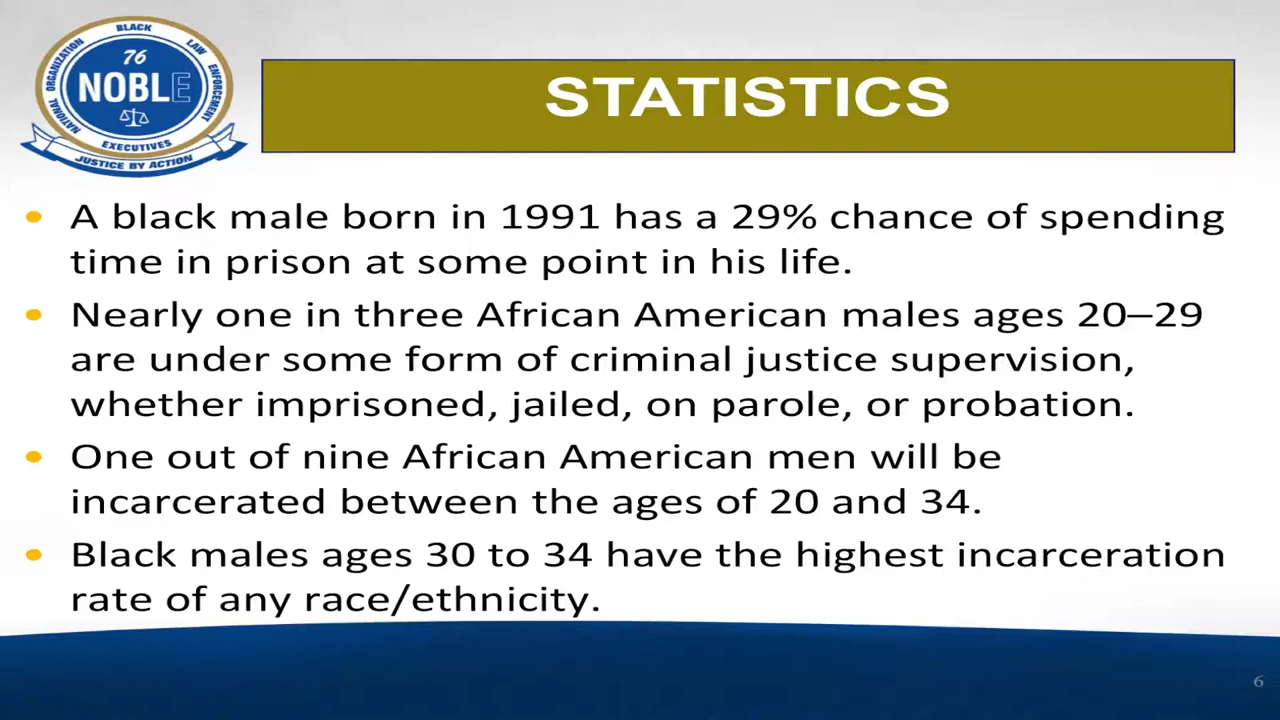 NATIONAL ORGANIZATION
BLACK
LAW
ENFORCEMENT
76
NOBLE
EXECUTIVES
JUSTICE BY ACTION
STATISTICS
• A black male born in 1991 has a 29% chance of spending
time in prison at some point in his life.
• Nearly one in three African American males ages 20–29
are under some form of criminal justice supervision,
whether imprisoned, jailed, on parole, or probation.
• One out of nine African American men will be
incarcerated between the ages of 20 and 34.
• Black males ages 30 to 34 have the highest incarceration
rate of any race/ethnicity.
6